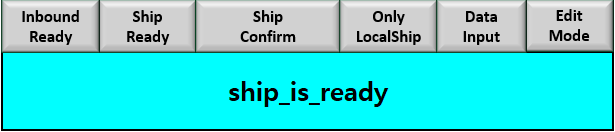 Inbound Ready
Ship Ready
Ship Confirm
Only LocalShip
Data Input
Edit Mode
ship_is_ready